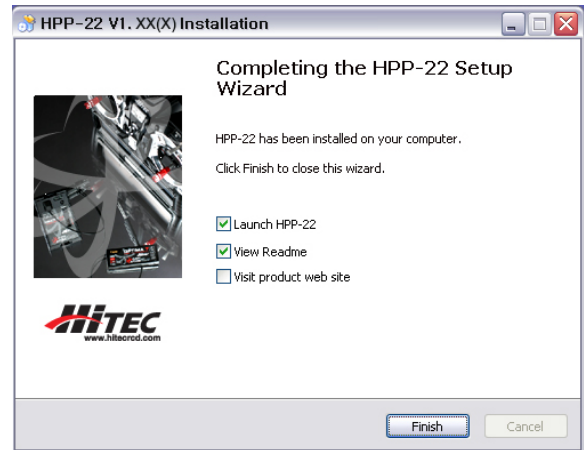 HPP-22 V1. XX(X) Installation
Completing the HPP-22 Setup
Wizard
HPP-22 has been installed on your computer.
Click Finish to close this wizard.
Launch HPP-22
View Readme
Visit product web site
HiTEC
www.hitecrcd.com
Finish
Cancel